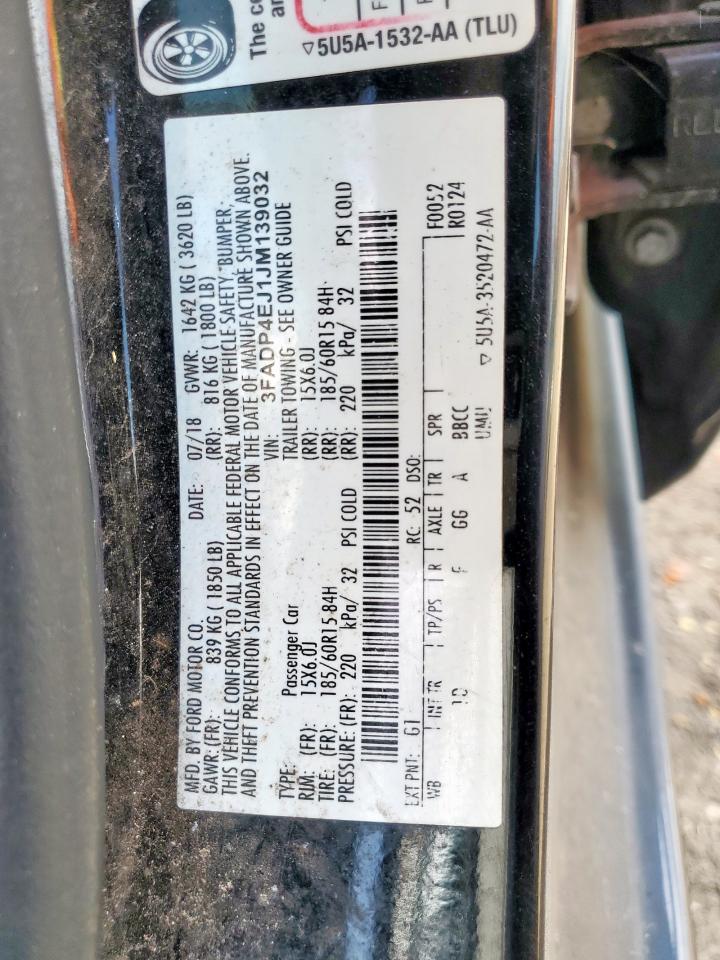 The co
an
▽5U5A-1532-AA (TLU)
MFD. BY FORD MOTOR CO. DATE: 07/18 GVWR: 1642 KG ( 3620 LB)
GAWR: (FR): 839 KG ( 1850 LB) (RR): 816 KG ( 1800 LB)
THIS VEHICLE CONFORMS TO ALL APPLICABLE FEDERAL MOTOR VEHICLE SAFETY, BUMPER,
AND THEFT PREVENTION STANDARDS IN EFFECT ON THE DATE OF MANUFACTURE SHOWN ABOVE.
VIN: 3FADP4EJ1JM139032
TYPE: Passenger Car TRAILER TOWING - SEE OWNER GUIDE
RIM: (FR): 15X6.0J (RR): 15X6.0J
TIRE: (FR): 185/60R15 84H (RR): 185/60R15 84H
PRESSURE: (FR): 220 kPa/ 32 PSI COLD (RR): 220 kPa/ 32 PSI COLD
EXT PNT: G1 RC: 52 DSO: F0052
WB INT TR TP/PS R AXLE TR SPR R0124
F GG A BBCC
▽ 5U5A-3520472-AA